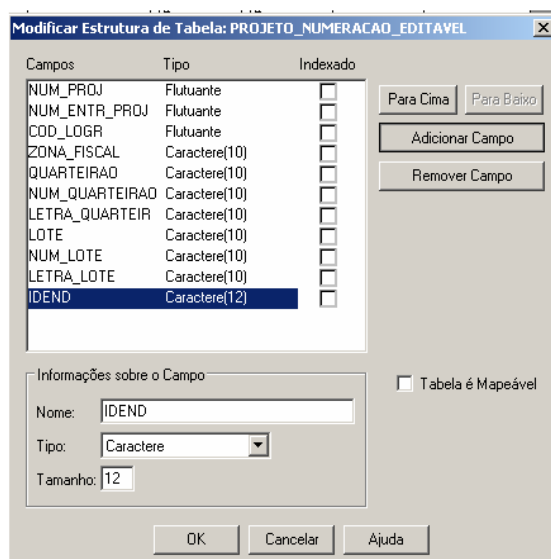 Modificar Estrutura de Tabela: PROJETO_NUMERACAO_EDITAVEL
Campos Tipo Indexado
NUM_PROJ Flutuante
NUM_ENTR_PROJ Flutuante
COD_LOGR Flutuante
ZONA_FISCAL Caractere(10)
QUARTEIRAO Caractere(10)
NUM_QUARTEIRAO Caractere(10)
LETRA_QUARTEIR Caractere(10)
LOTE Caractere(10)
NUM_LOTE Caractere(10)
LETRA_LOTE Caractere(10)
IDEND Caractere(12)
Para Cima Para Baixo
Adicionar Campo
Remover Campo
Informações sobre o Campo
Nome: IDEND
Tipo: Caractere
Tamanho: 12
Tabela é Mapeável
OK Cancelar Ajuda